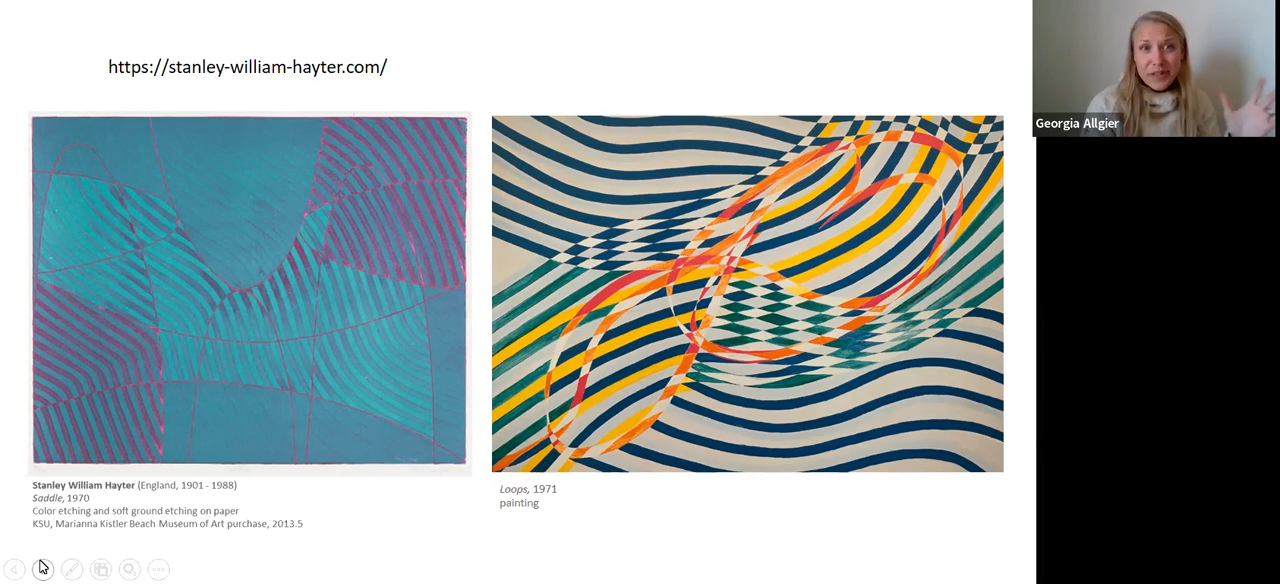 https://stanley-william-hayter.com/
Georgia Allgier
Stanley William Hayter (England, 1901 - 1988)
Saddle, 1970
Color etching and soft ground etching on paper
KSU, Marianna Kistler Beach Museum of Art purchase, 2013.5
Loops, 1971
painting